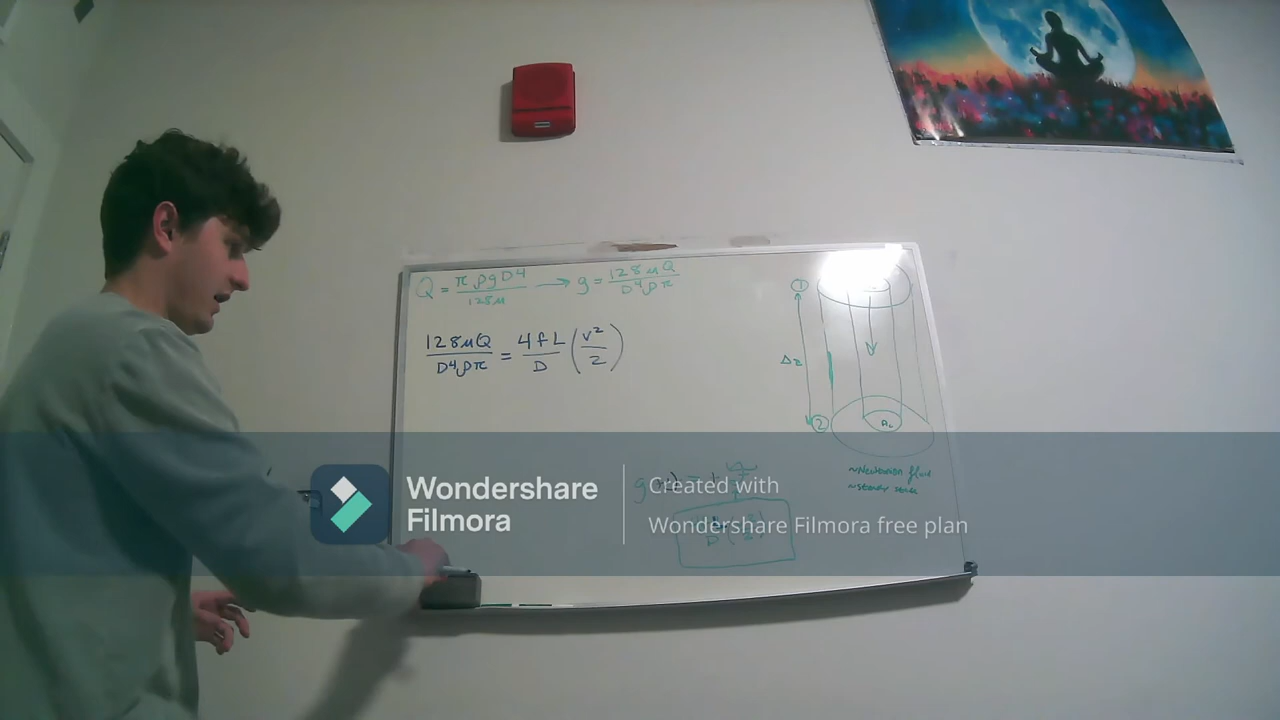 Q = πρgD⁴/128μ → g = 128μQ/D⁴ρπ
128μQ/D⁴ρπ = 4fL/D (v²/2)
①
Δz
②
A₂
~Newtonian fluid
~Steady state
Wondershare
Filmora
Created with
Wondershare Filmora free plan